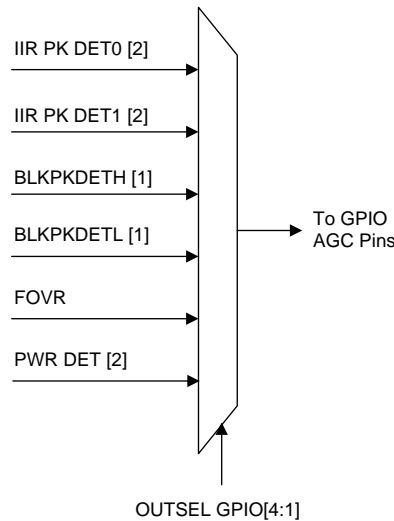 IIR PK DET0 [2]
IIR PK DET1 [2]
BLKPKDETH [1]
BLKPKDETL [1]
FOVR
PWR DET [2]
To GPIO
AGC Pins
OUTSEL GPIO[4:1]